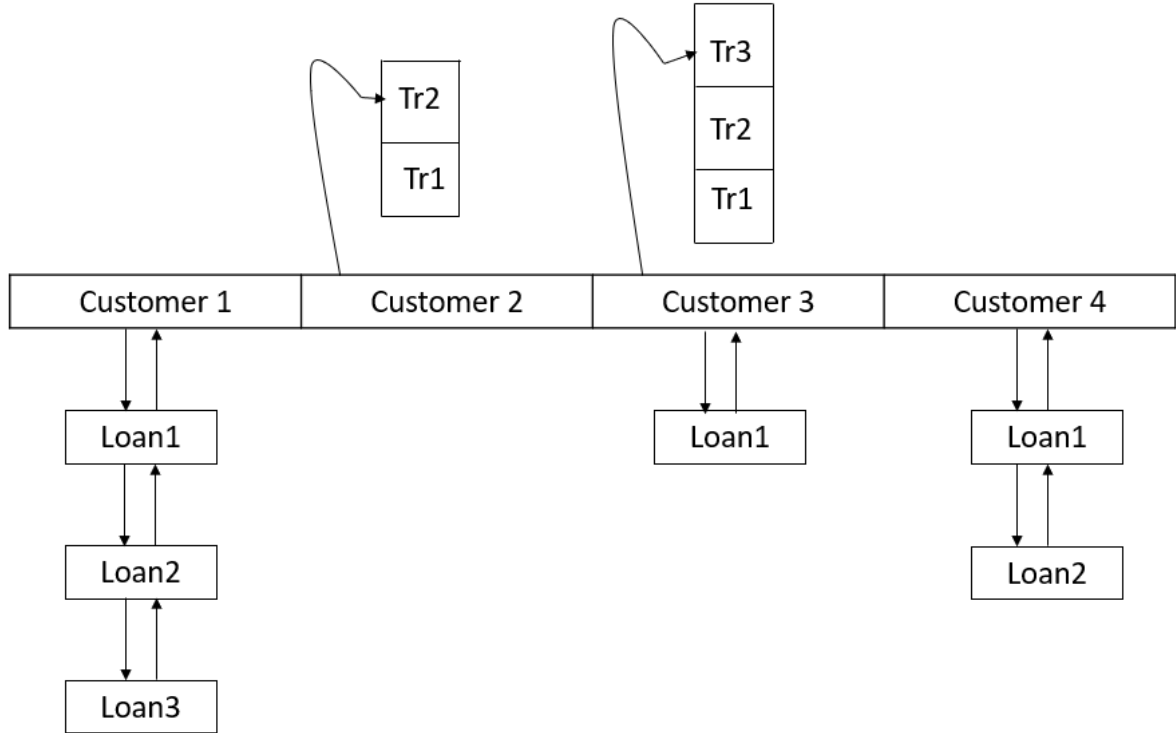 Tr3
Tr2
Tr2
Tr1
Tr1
Customer 1 Customer 2 Customer 3 Customer 4
Loan1 Loan1 Loan1
Loan2 Loan2
Loan3